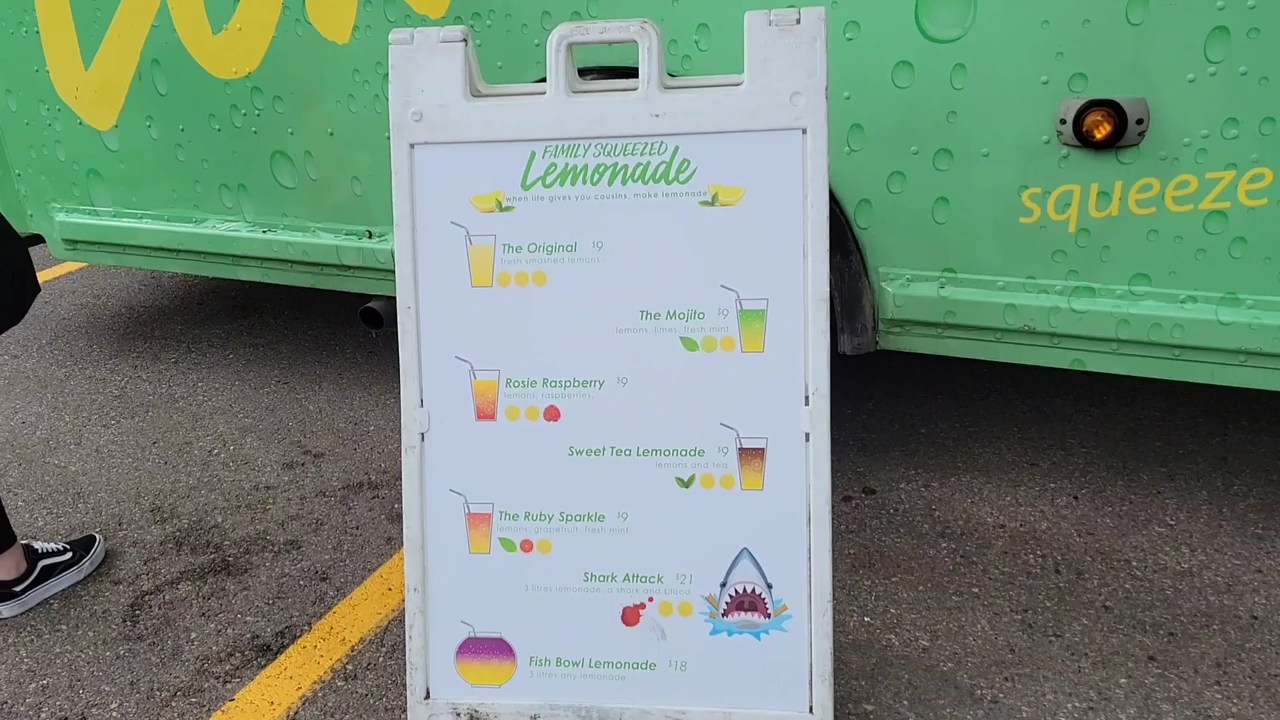 FAMILY SQUEEZED
Lemonade
when life gives you cousins, make lemonade
The Original $9
fresh smashed lemons
The Mojito $9
lemons, limes, fresh mint
Rosie Raspberry $9
lemons, raspberries.
Sweet Tea Lemonade $9
lemons and tea
The Ruby Sparkle $9
lemons, grapefruit, fresh mint
Shark Attack $21
3 litres lemonade, a shark and blood
Fish Bowl Lemonade $18
3 litres any lemonade
squeeze